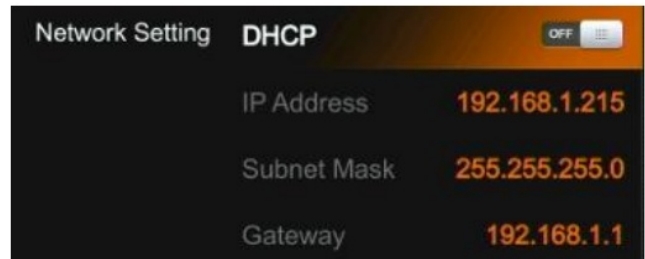 Network Setting DHCP OFF
IP Address 192.168.1.215
Subnet Mask 255.255.255.0
Gateway 192.168.1.1